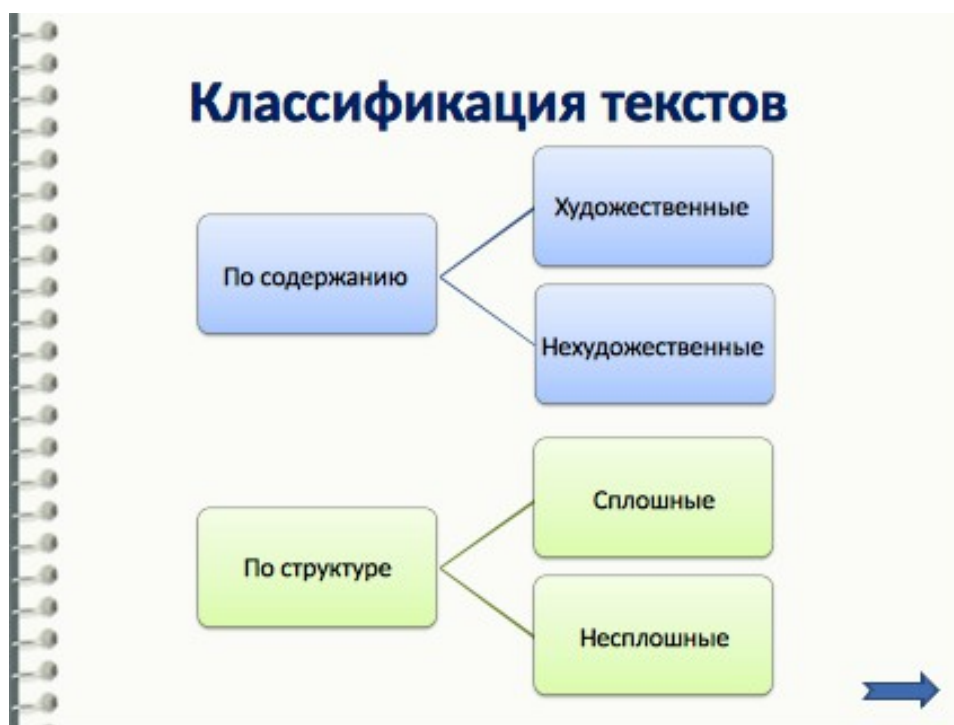 Классификация текстов
По содержанию
Художественные
Нехудожественные
По структуре
Сплошные
Несплошные